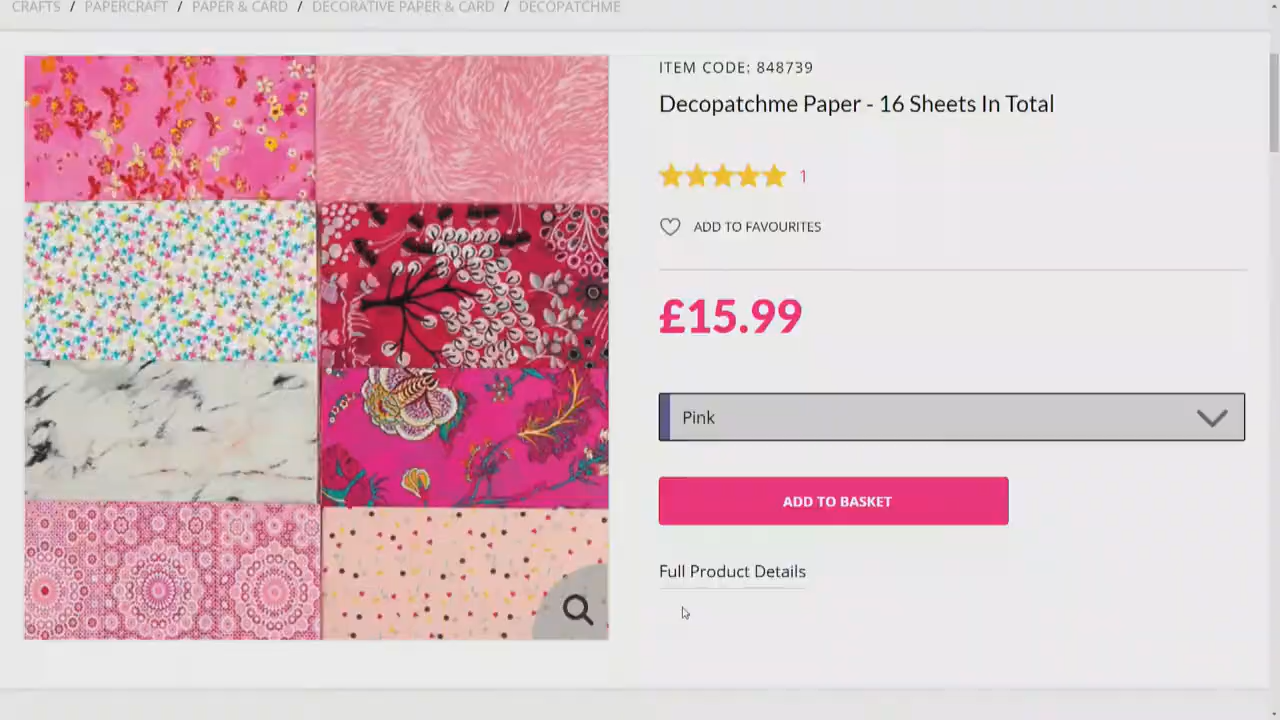 CRAFTS / PAPERCRAFT / PAPER & CARD / DECORATIVE PAPER & CARD / DECOPATCHME
ITEM CODE: 848739
Decopatchme Paper - 16 Sheets In Total
1
ADD TO FAVOURITES
£15.99
Pink
ADD TO BASKET
Full Product Details